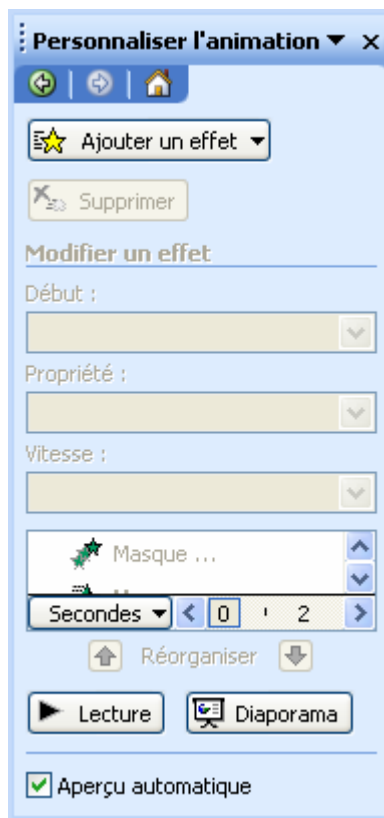 Personnaliser l'animation
Ajouter un effet
Supprimer
Modifier un effet
Début :
Propriété :
Vitesse :
Masque ...
Secondes 0 2
Réorganiser
Lecture Diaporama
Aperçu automatique